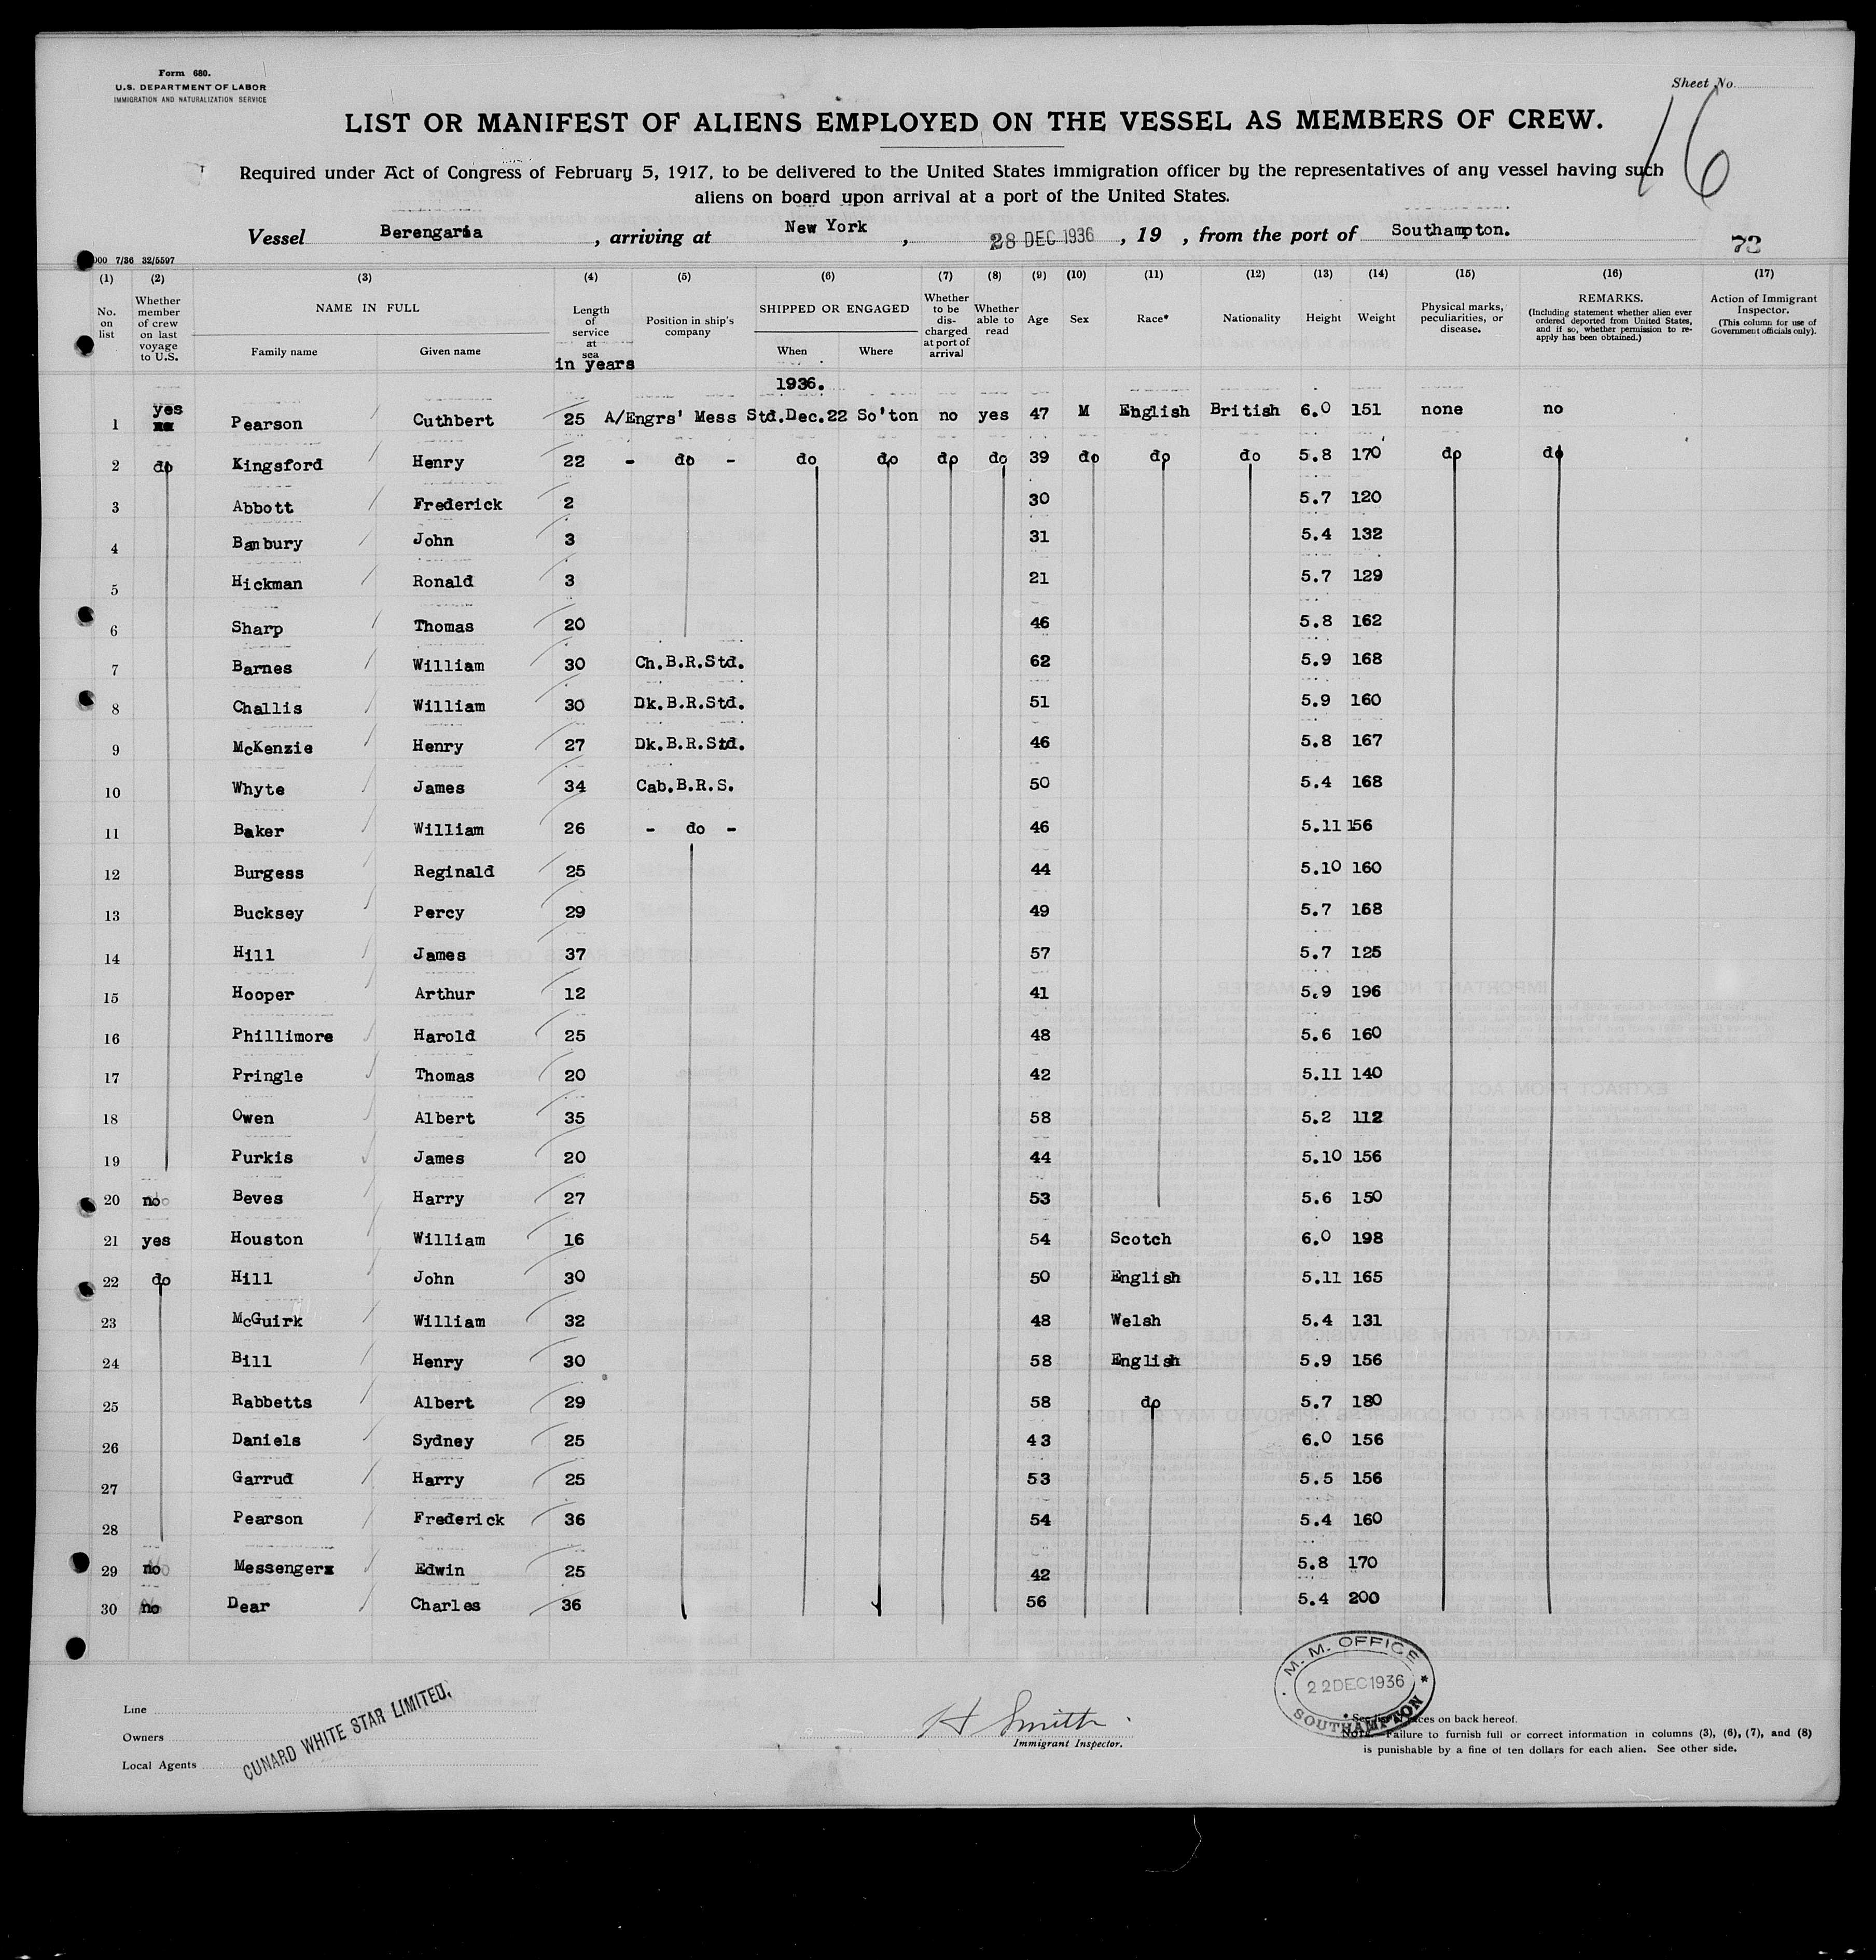 Form 680.
U.S. DEPARTMENT OF LABOR
IMMIGRATION AND NATURALIZATION SERVICE
Sheet No.
16
LIST OR MANIFEST OF ALIENS EMPLOYED ON THE VESSEL AS MEMBERS OF CREW.
Required under Act of Congress of February 5, 1917, to be delivered to the United States immigration officer by the representatives of any vessel having such
aliens on board upon arrival at a port of the United States.
Vessel Berengaria, arriving at New York, 28 DEC 1936, 19 , from the port of Southampton.
73
000 7/36 32/5597
(1) (2) (3) (4) (5) (6) (7) (8) (9) (10) (11) (12) (13) (14) (15) (16) (17)
No. on list
Whether member of crew on last voyage to U.S.
NAME IN FULL
Family name Given name
Length of service at sea in years
Position in ship's company
SHIPPED OR ENGAGED
When Where
Whether to be discharged at port of arrival
Whether able to read
Age
Sex
Race*
Nationality
Height
Weight
Physical marks, peculiarities, or disease.
REMARKS.
(Including statement whether alien ever ordered deported from United States, and if so, whether permission to reapply has been obtained.)
Action of Immigrant Inspector.
(This column for use of Government officials only).
1936.
1 yes Pearson Cuthbert 25 A/Engrs' Mess Std. Dec.22 So'ton no yes 47 M English British 6.0 151 none no
2 do Kingsford Henry 22 - do - do do do do 39 do do do 5.8 170 do do
3 Abbott Frederick 2 30 5.7 120
4 Bambury John 3 31 5.4 132
5 Hickman Ronald 3 21 5.7 129
6 Sharp Thomas 20 46 5.8 162
7 Barnes William 30 Ch.B.R.Std. 62 5.9 168
8 Challis William 30 Dk.B.R.Std. 51 5.9 160
9 McKenzie Henry 27 Dk.B.R.Std. 46 5.8 167
10 Whyte James 34 Cab.B.R.S. 50 5.4 168
11 Baker William 26 - do - 46 5.11 156
12 Burgess Reginald 25 44 5.10 160
13 Bucksey Percy 29 49 5.7 168
14 Hill James 37 57 5.7 125
15 Hooper Arthur 12 41 5.9 196
16 Phillimore Harold 25 48 5.6 160
17 Pringle Thomas 20 42 5.11 140
18 Owen Albert 35 58 5.2 112
19 Purkis James 20 44 5.10 156
20 no Beves Harry 27 53 5.6 150
21 yes Houston William 16 54 Scotch 6.0 198
22 do Hill John 30 50 English 5.11 165
23 McGuirk William 32 48 Welsh 5.4 131
24 Bill Henry 30 58 English 5.9 156
25 Rabbetts Albert 29 58 do 5.7 180
26 Daniels Sydney 25 43 6.0 156
27 Garrud Harry 25 53 5.5 156
28 Pearson Frederick 36 54 5.4 160
29 no Messenger Edwin 25 42 5.8 170
30 no Dear Charles 36 56 5.4 200
Line
Owners
Local Agents
CUNARD WHITE STAR LIMITED.
H Smith
Immigrant Inspector.
M. M. OFFICE
22 DEC 1936
SOUTHAMPTON
* See races on back hereof.
NOTE.—Failure to furnish full or correct information in columns (3), (6), (7), and (8)
is punishable by a fine of ten dollars for each alien. See other side.